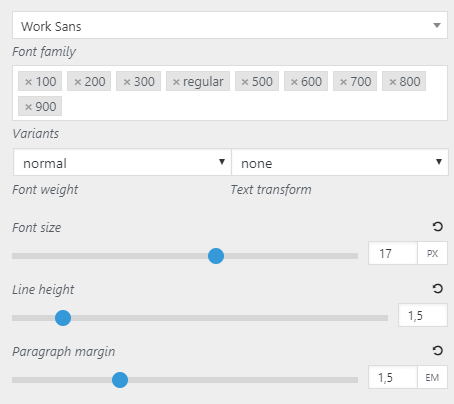 Work Sans
Font family
× 100 × 200 × 300 × regular × 500 × 600 × 700 × 800
× 900
Variants
normal none
Font weight Text transform
Font size
17 PX
Line height
1,5
Paragraph margin
1,5 EM